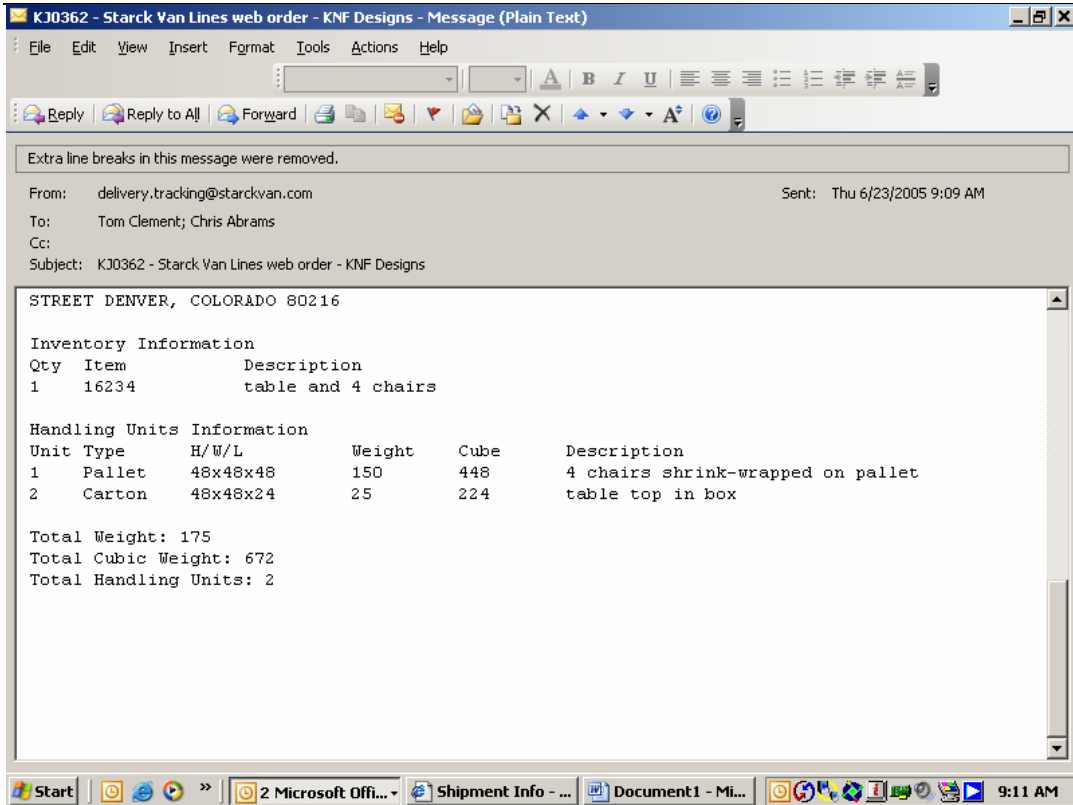 KJ0362 - Starck Van Lines web order - KNF Designs - Message (Plain Text)
File Edit View Insert Format Tools Actions Help
A B I U
Reply Reply to All Forward
Extra line breaks in this message were removed.
From: delivery.tracking@starckvan.com Sent: Thu 6/23/2005 9:09 AM
To: Tom Clement; Chris Abrams
Cc:
Subject: KJ0362 - Starck Van Lines web order - KNF Designs
STREET DENVER, COLORADO 80216
Inventory Information
Qty Item Description
1 16234 table and 4 chairs
Handling Units Information
Unit Type H/W/L Weight Cube Description
1 Pallet 48x48x48 150 448 4 chairs shrink-wrapped on pallet
2 Carton 48x48x24 25 224 table top in box
Total Weight: 175
Total Cubic Weight: 672
Total Handling Units: 2
Start » 2 Microsoft Offi... Shipment Info - ... Document1 - Mi... 9:11 AM